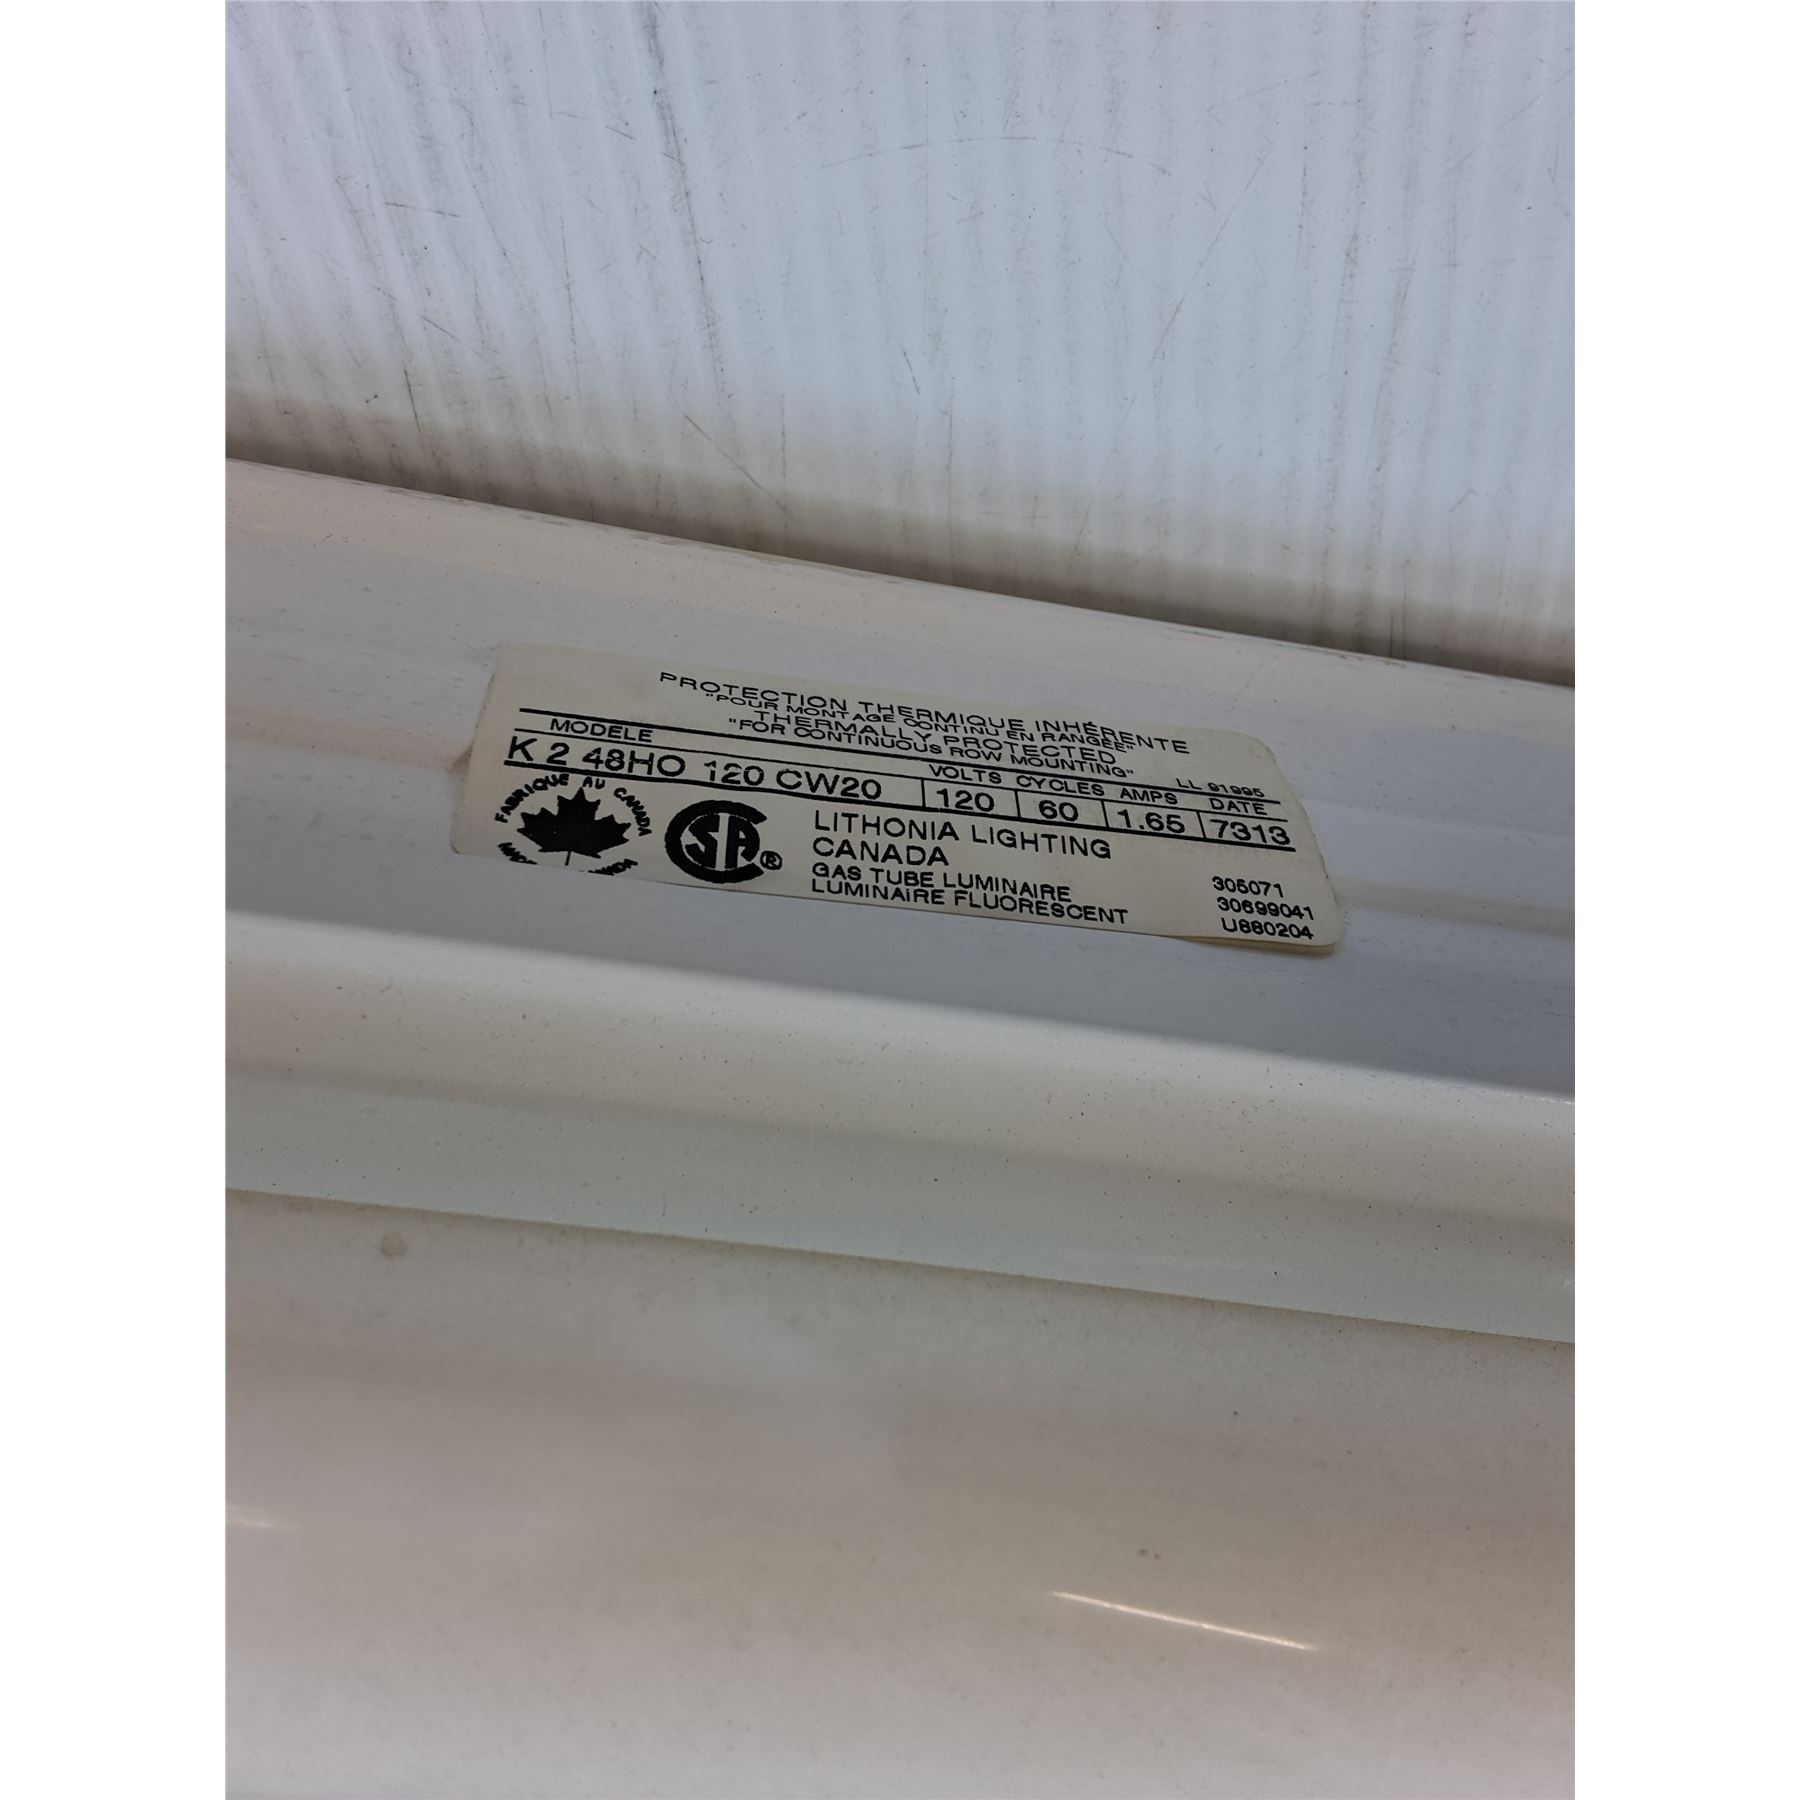 PROTECTION THERMIQUE INHÉRENTE
"POUR MONTAGE CONTINU EN RANGÉE"
THERMALLY PROTECTED
"FOR CONTINUOUS ROW MOUNTING"
LL 91995
MODELE VOLTS CYCLES AMPS DATE
K 2 48HO 120 CW20 120 60 1.65 7313
FABRIQUE AU CANADA
CSA®
LITHONIA LIGHTING
CANADA
GAS TUBE LUMINAIRE
LUMINAIRE FLUORESCENT
305071
30699041
U880204